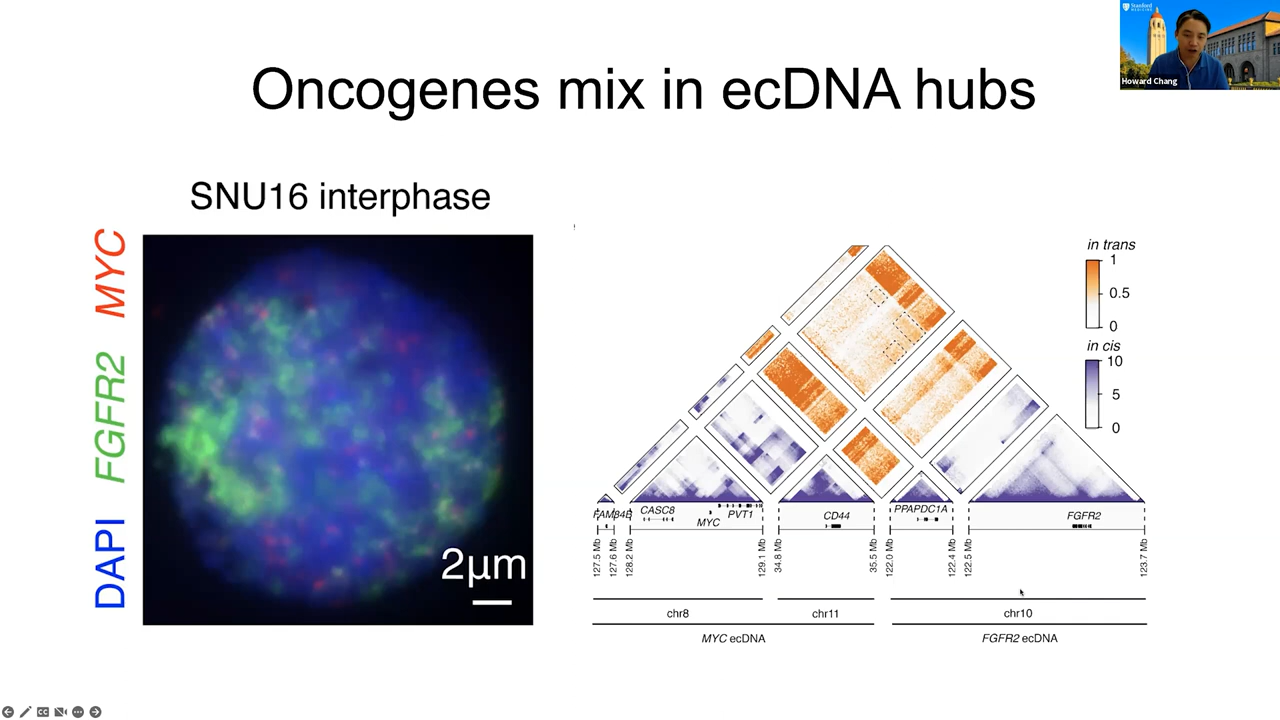 Stanford
MEDICINE
Howard Chang
Oncogenes mix in ecDNA hubs
SNU16 interphase
DAPI FGFR2 MYC
2μm
in trans
1
0.5
0
in cis
10
5
0
CASC8
MYC
PVT1
CD44
PPAPDC1A
FGFR2
127.5 Mb
127.6 Mb
128.2 Mb
129.1 Mb
34.8 Mb
35.5 Mb
122.0 Mb
122.4 Mb
122.5 Mb
123.7 Mb
chr8
chr11
chr10
MYC ecDNA
FGFR2 ecDNA